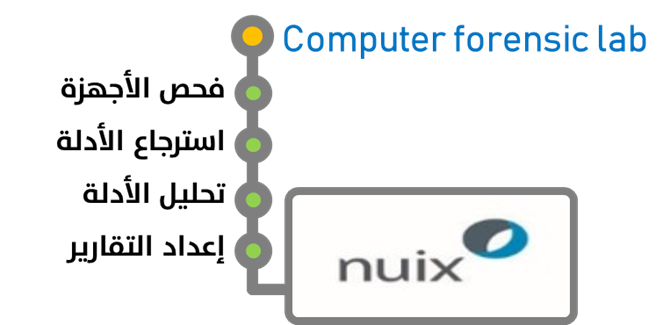 Computer forensic lab
فحص الأجهزة
استرجاع الأدلة
تحليل الأدلة
إعداد التقارير
nuix